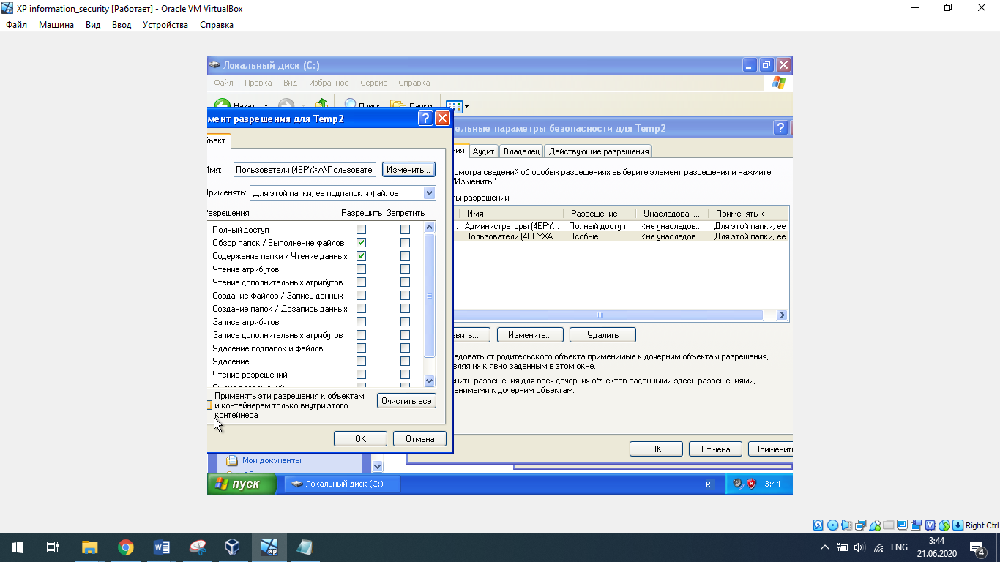 XP information_security [Работает] - Oracle VM VirtualBox
Файл Машина Вид Ввод Устройства Справка
Локальный диск (C:)
Файл Правка Вид Избранное Сервис Справка
Назад Поиск Папки
мент разрешения для Temp2
ъект
Имя: Пользователи (4EPYXA\Пользовате Изменить...
Применять: Для этой папки, ее подпапок и файлов
Разрешения: Разрешить Запретить
Полный доступ
Обзор папок / Выполнение файлов
Содержание папки / Чтение данных
Чтение атрибутов
Чтение дополнительных атрибутов
Создание файлов / Запись данных
Создание папок / Дозапись данных
Запись атрибутов
Запись дополнительных атрибутов
Удаление подпапок и файлов
Удаление
Чтение разрешений
Применять эти разрешения к объектам
и контейнерам только внутри этого
контейнера
Очистить все
OK Отмена
тельные параметры безопасности для Temp2
ния Аудит Владелец Действующие разрешения
смотра сведений об особых разрешениях выберите элемент разрешения и нажмите
"Изменить".
ты разрешений:
Имя Разрешение Унаследован... Применять к
Администраторы (4EPY... Полный доступ <не унаследов... Для этой папки, ее
Пользователи (4EPYXA... Особые <не унаследов... Для этой папки, ее
авить... Изменить... Удалить
едовать от родительского объекта применимые к дочерним объектам разрешения,
вляя их к явно заданным в этом окне.
енить разрешения для всех дочерних объектов заданными здесь разрешениями,
енимыми к дочерним объектам.
OK Отмена Применить
Мои документы
пуск Локальный диск (C:) RL 3:44
Right Ctrl
ENG 3:44
21.06.2020
4